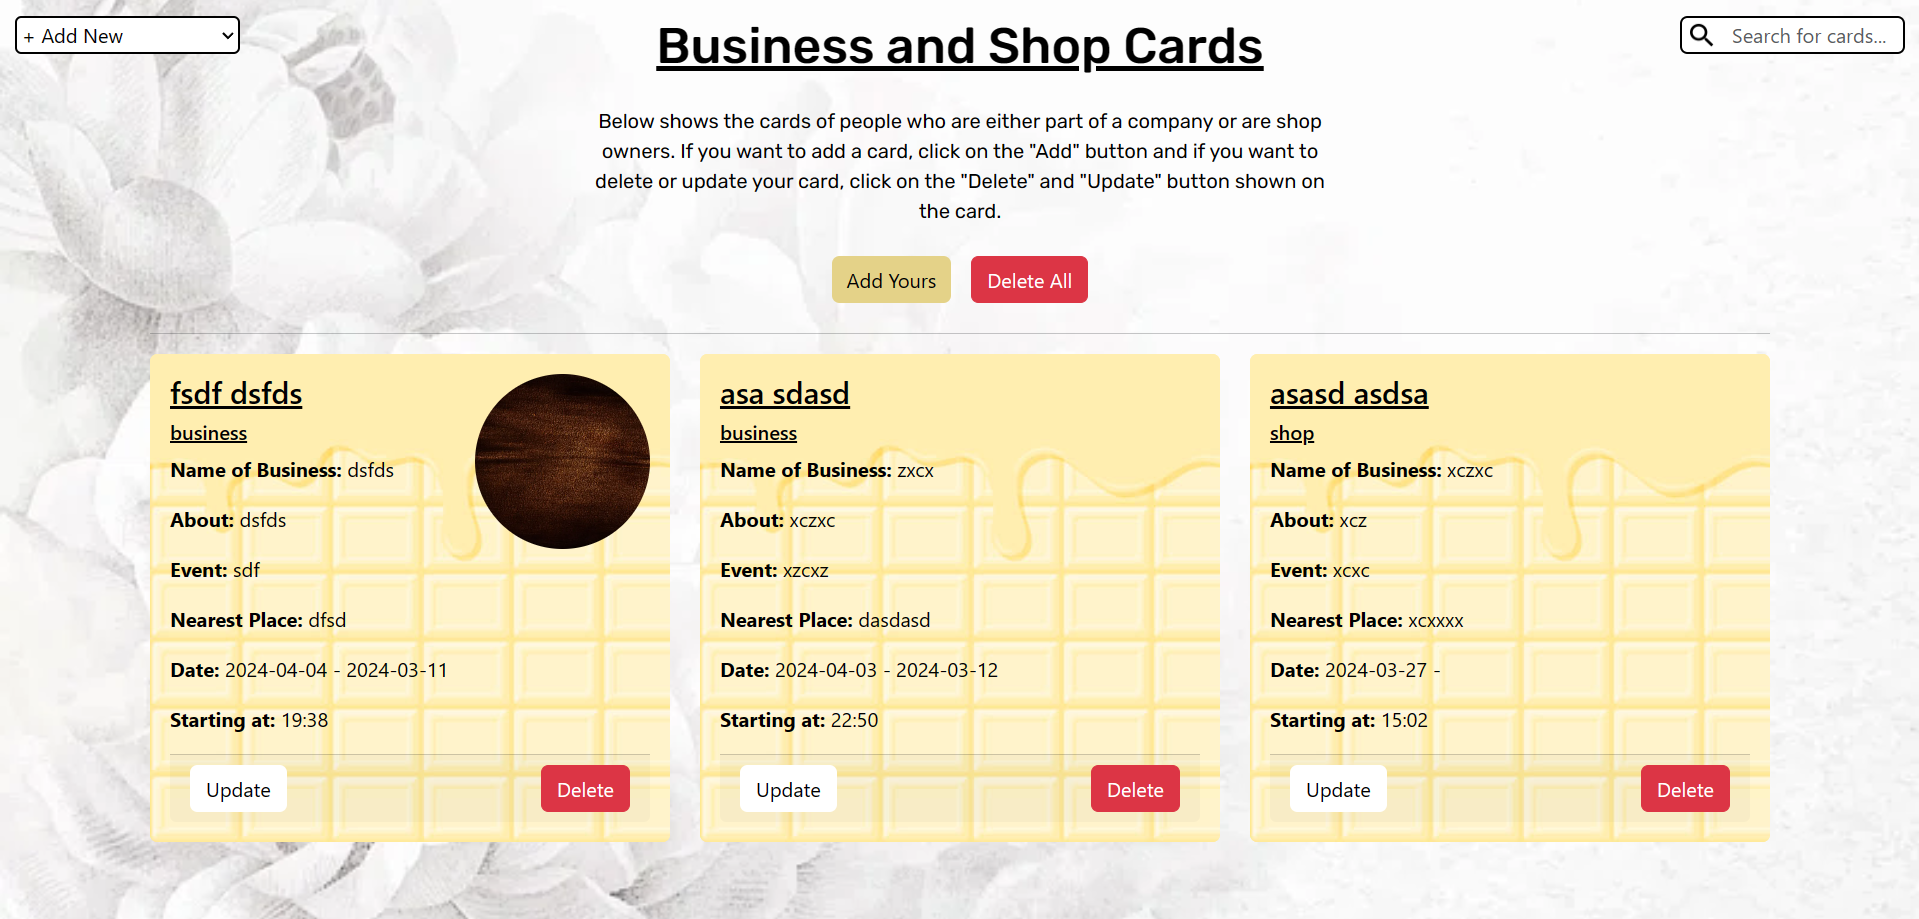 + Add New
Business and Shop Cards
Search for cards...
Below shows the cards of people who are either part of a company or are shop
owners. If you want to add a card, click on the "Add" button and if you want to
delete or update your card, click on the "Delete" and "Update" button shown on
the card.
Add Yours
Delete All
fsdf dsfds
business
Name of Business: dsfds
About: dsfds
Event: sdf
Nearest Place: dfsd
Date: 2024-04-04 - 2024-03-11
Starting at: 19:38
Update
Delete
asa sdasd
business
Name of Business: zxcx
About: xczxc
Event: xzcxz
Nearest Place: dasdasd
Date: 2024-04-03 - 2024-03-12
Starting at: 22:50
Update
Delete
asasd asdsa
shop
Name of Business: xczxc
About: xcz
Event: xcxc
Nearest Place: xcxxxx
Date: 2024-03-27 -
Starting at: 15:02
Update
Delete